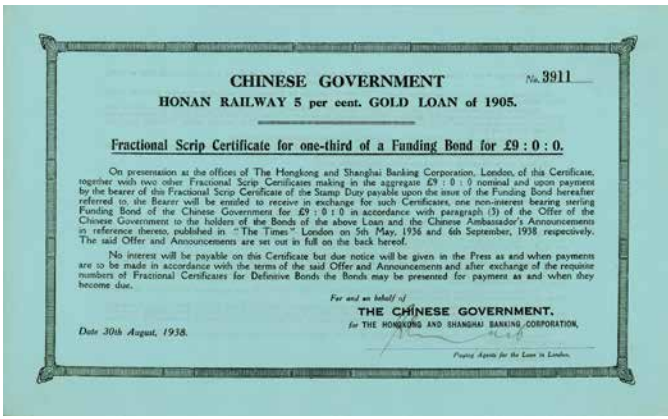 CHINESE GOVERNMENT
No. 3911
HONAN RAILWAY 5 per cent. GOLD LOAN of 1905.
Fractional Scrip Certificate for one-third of a Funding Bond for £9 : 0 : 0.
On presentation at the offices of The Hongkong and Shanghai Banking Corporation, London, of this Certificate,
together with two other Fractional Scrip Certificates making in the aggregate £9 : 0 : 0 nominal and upon payment
by the bearer of this Fractional Scrip Certificate of the Stamp Duty payable upon the issue of the Funding Bond hereafter
referred to, the Bearer will be entitled to receive in exchange for such Certificates, one non-interest bearing sterling
Funding Bond of the Chinese Government for £9 : 0 : 0 in accordance with paragraph (3) of the Offer of the
Chinese Government to the holders of the Bonds of the above Loan and the Chinese Ambassador's Announcements
in reference thereto, published in "The Times" London on 5th May, 1936 and 6th September, 1938 respectively.
The said Offer and Announcements are set out in full on the back hereof.
No interest will be payable on this Certificate but due notice will be given in the Press as and when payments
are to be made in accordance with the terms of the said Offer and Announcements and after exchange of the requisite
numbers of Fractional Certificates for Definitive Bonds the Bonds may be presented for payment as and when they
become due.
For and on behalf of
THE CHINESE GOVERNMENT,
for THE HONGKONG AND SHANGHAI BANKING CORPORATION,
Date 30th August, 1938.
Paying Agents for the Loan in London.